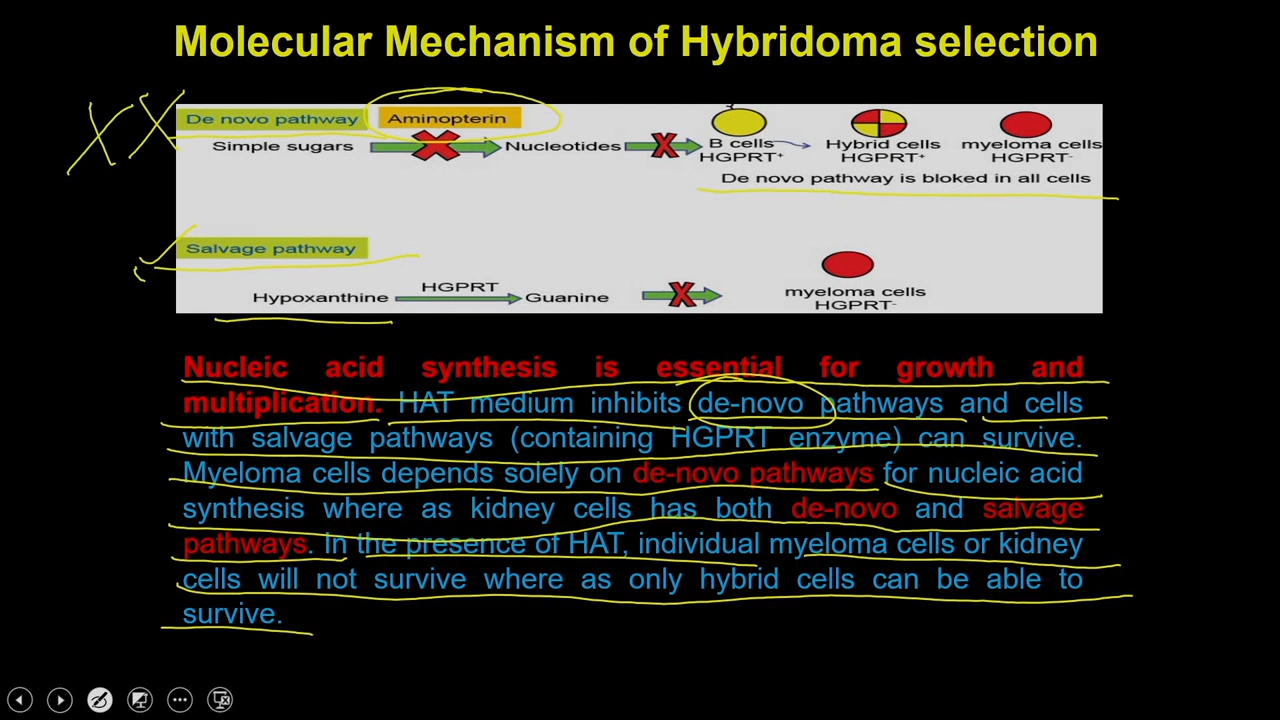 Molecular Mechanism of Hybridoma selection
De novo pathway
Aminopterin
Simple sugars
Nucleotides
B cells
HGPRT+
Hybrid cells
HGPRT+
myeloma cells
HGPRT-
De novo pathway is bloked in all cells
Salvage pathway
Hypoxanthine
HGPRT
Guanine
myeloma cells
HGPRT-
Nucleic acid synthesis is essential for growth and
multiplication. HAT medium inhibits de-novo pathways and cells
with salvage pathways (containing HGPRT enzyme) can survive.
Myeloma cells depends solely on de-novo pathways for nucleic acid
synthesis where as kidney cells has both de-novo and salvage
pathways. In the presence of HAT, individual myeloma cells or kidney
cells will not survive where as only hybrid cells can be able to
survive.